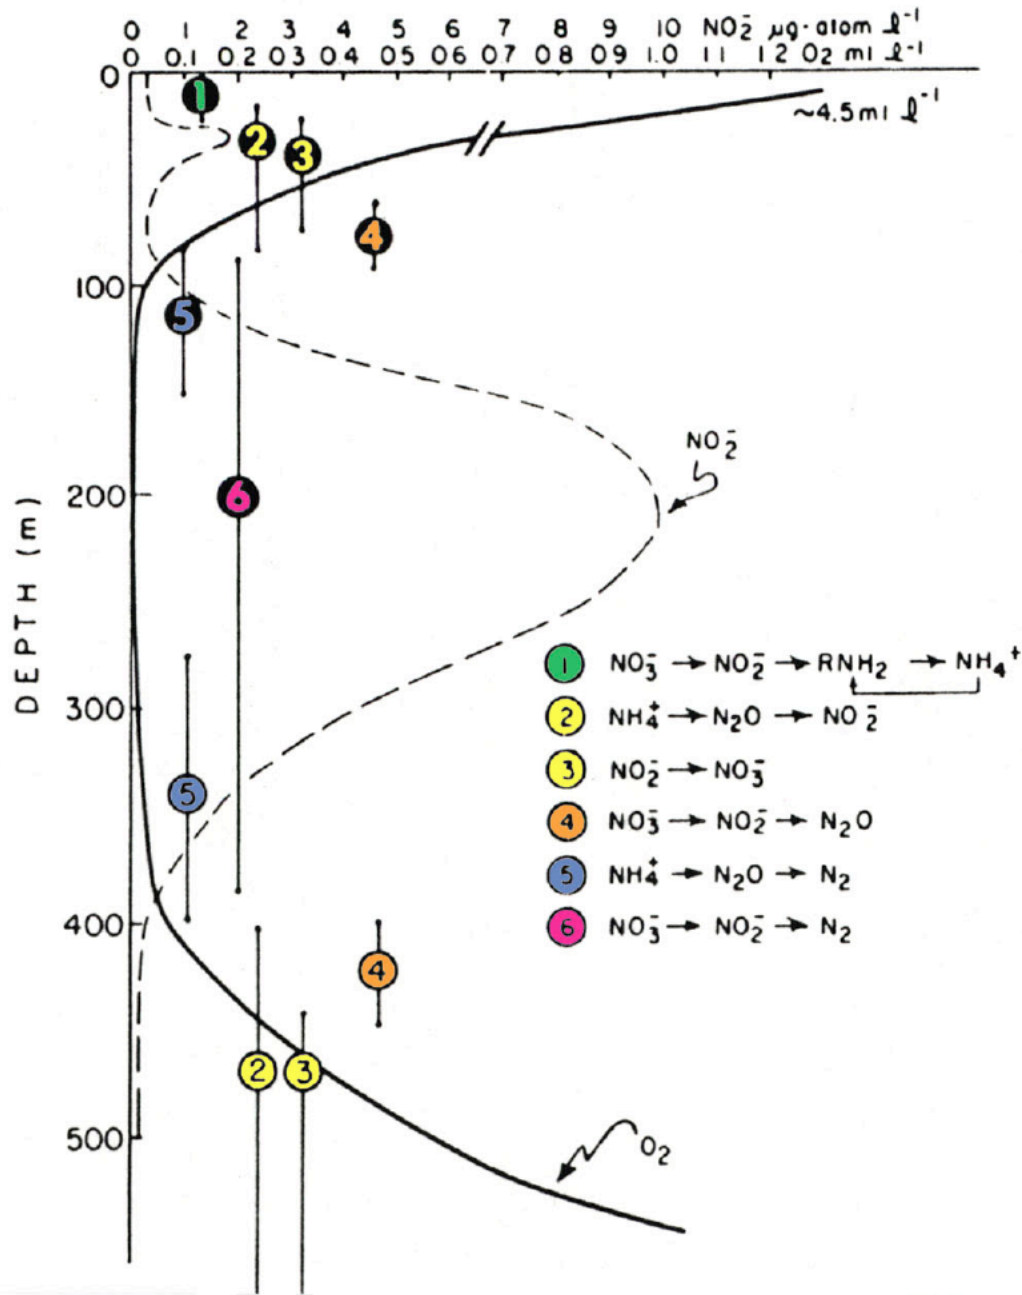 0 1 2 3 4 5 6 7 8 9 10 NO₂⁻ µg-atom l⁻¹
0 0.1 0.2 0.3 0.4 0.5 0.6 0.7 0.8 0.9 1.0 1.2 O₂ ml l⁻¹
0
1
~4.5ml l⁻¹
2
3
4
100
5
NO₂⁻
200
6
DEPTH (m)
1 NO₃⁻ → NO₂⁻ → RNH₂ → NH₄⁺
300
2 NH₄⁺ → N₂O → NO₂⁻
3 NO₂⁻ → NO₃⁻
5
4 NO₃⁻ → NO₂⁻ → N₂O
5 NH₄⁺ → N₂O → N₂
400
6 NO₃⁻ → NO₂⁻ → N₂
4
2
3
500
O₂